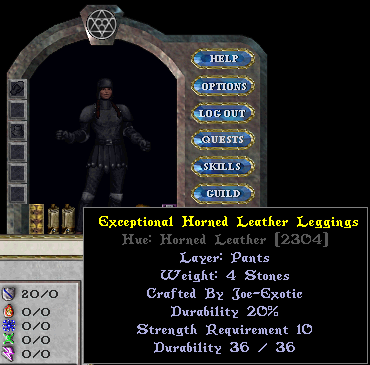 HELP
OPTIONS
LOG OUT
QUESTS
SKILLS
GUILD
Exceptional Horned Leather Leggings
Hue: Horned Leather [2304]
Layer: Pants
Weight: 4 Stones
Crafted By Joe-Exotic
Durability 20%
Strength Requirement 10
Durability 36 / 36
20/0
0/0
0/0
0/0
0/0